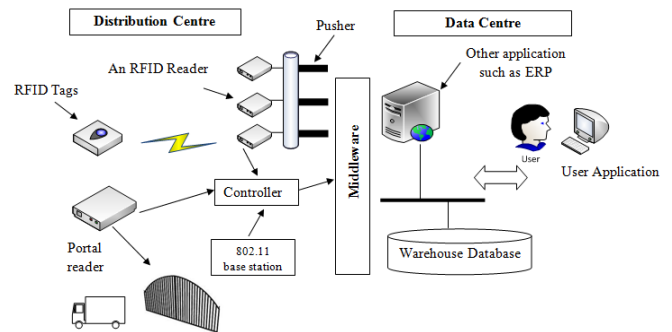 Distribution Centre
Pusher
Data Centre
An RFID Reader
Other application
such as ERP
RFID Tags
Middleware
User
User Application
Controller
Portal
reader
802.11
base station
Warehouse Database